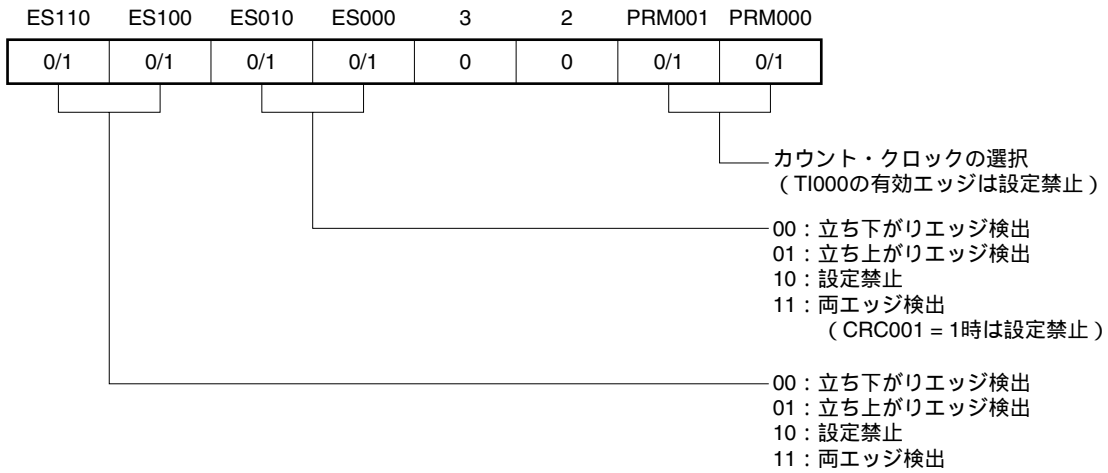 ES110 ES100 ES010 ES000 3 2 PRM001 PRM000
0/1 0/1 0/1 0/1 0 0 0/1 0/1
カウント・クロックの選択
（TI000の有効エッジは設定禁止）
00：立ち下がりエッジ検出
01：立ち上がりエッジ検出
10：設定禁止
11：両エッジ検出
（CRC001 = 1時は設定禁止）
00：立ち下がりエッジ検出
01：立ち上がりエッジ検出
10：設定禁止
11：両エッジ検出